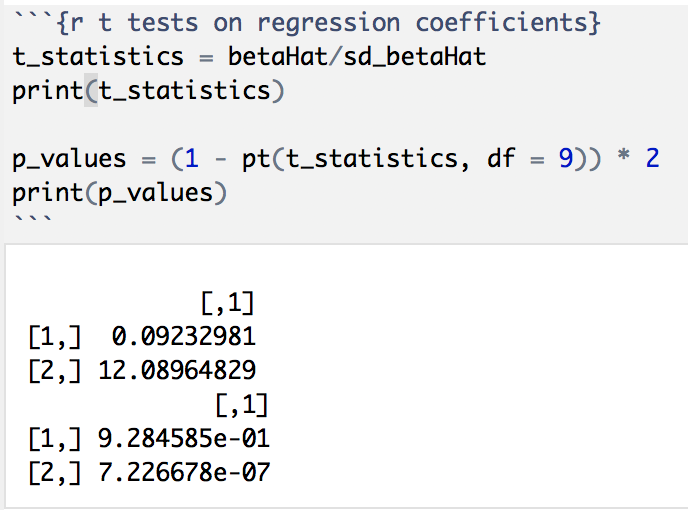 ```{r t tests on regression coefficients}
t_statistics = betaHat/sd_betaHat
print(t_statistics)
p_values = (1 - pt(t_statistics, df = 9)) * 2
print(p_values)
```
[,1]
[1,] 0.09232981
[2,] 12.08964829
[,1]
[1,] 9.284585e-01
[2,] 7.226678e-07